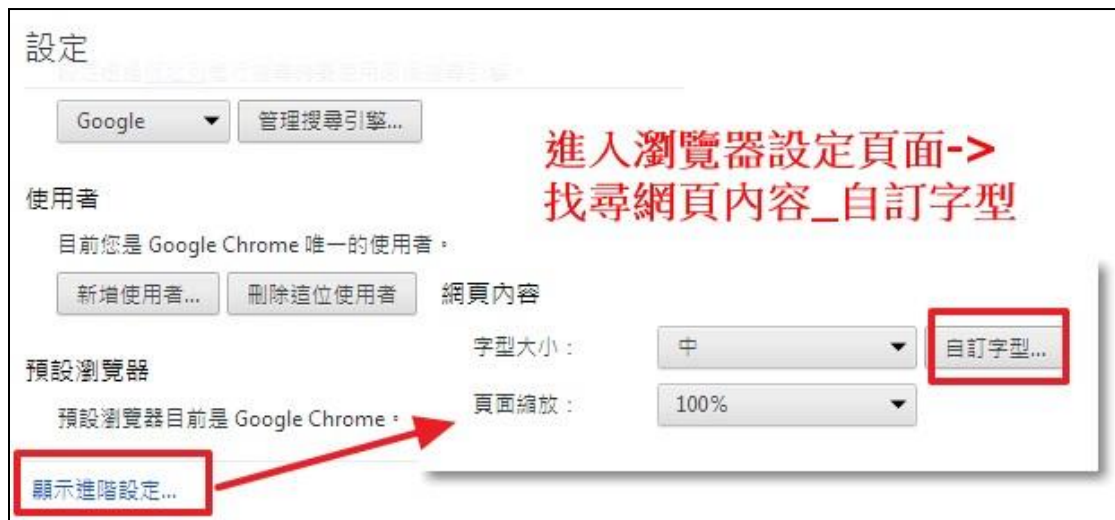 設定
Google
管理搜尋引擎...
進入瀏覽器設定頁面->
找尋網頁內容_自訂字型
使用者
目前您是 Google Chrome 唯一的使用者。
新增使用者...
刪除這位使用者
網頁內容
字型大小：
中
自訂字型...
頁面縮放：
100%
預設瀏覽器
預設瀏覽器目前是 Google Chrome。
顯示進階設定...